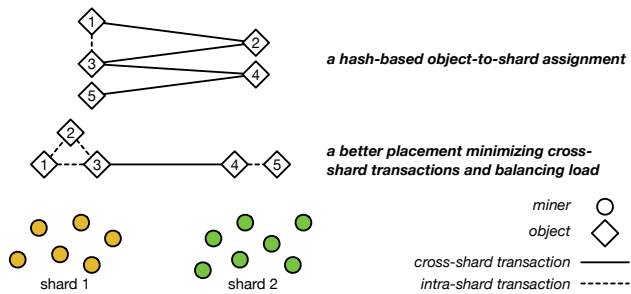 1
2
3
4
5
a hash-based object-to-shard assignment
2
1
3
4
5
a better placement minimizing cross-
shard transactions and balancing load
miner
object
cross-shard transaction
intra-shard transaction
shard 1
shard 2